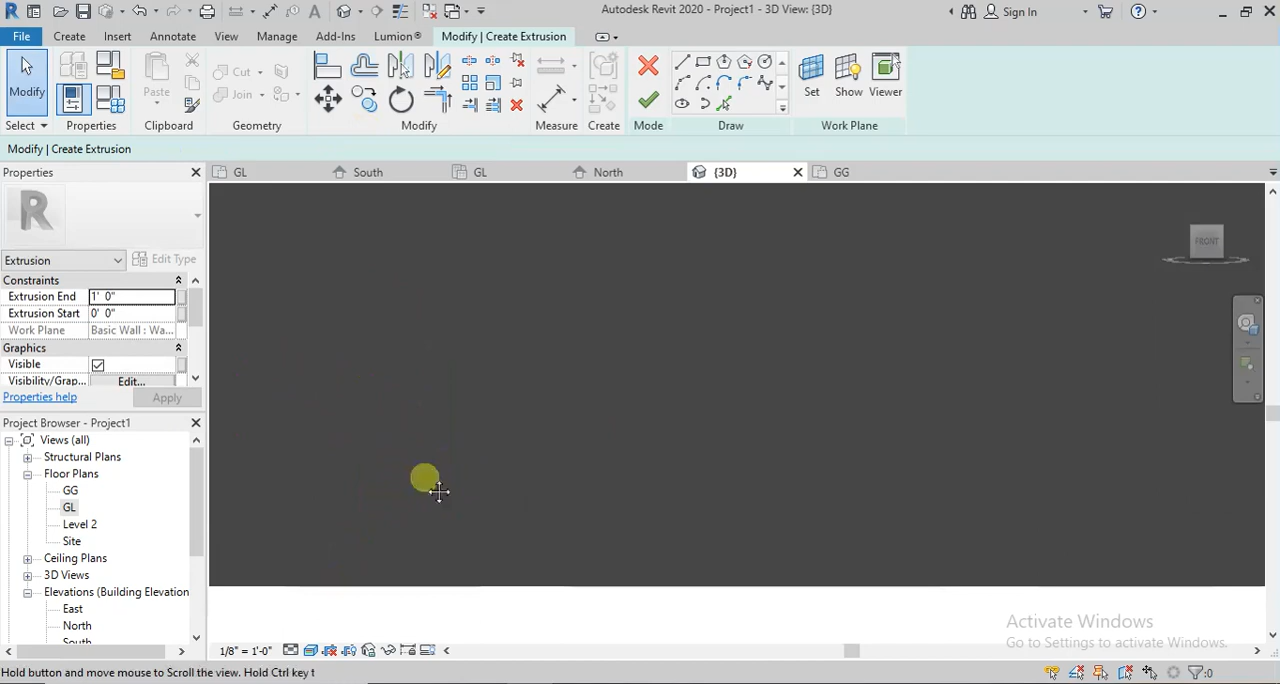 Autodesk Revit 2020 - Project1 - 3D View: {3D}
Sign In
File Create Insert Annotate View Manage Add-Ins Lumion® Modify | Create Extrusion
Modify
Paste
Cut
Join
Set Show Viewer
Select Properties Clipboard Geometry Modify Measure Create Mode Draw Work Plane
Modify | Create Extrusion
Properties
GL South GL North {3D} GG
FRONT
Extrusion Edit Type
Constraints
Extrusion End 1' 0"
Extrusion Start 0' 0"
Work Plane Basic Wall : Wa...
Graphics
Visible
Visibility/Grap... Edit...
Properties help Apply
Project Browser - Project1
Views (all)
Structural Plans
Floor Plans
GG
GL
Level 2
Site
Ceiling Plans
3D Views
Elevations (Building Elevation
East
North
South
Activate Windows
Go to Settings to activate Windows.
1/8" = 1'-0"
Hold button and move mouse to Scroll the view. Hold Ctrl key t
:0